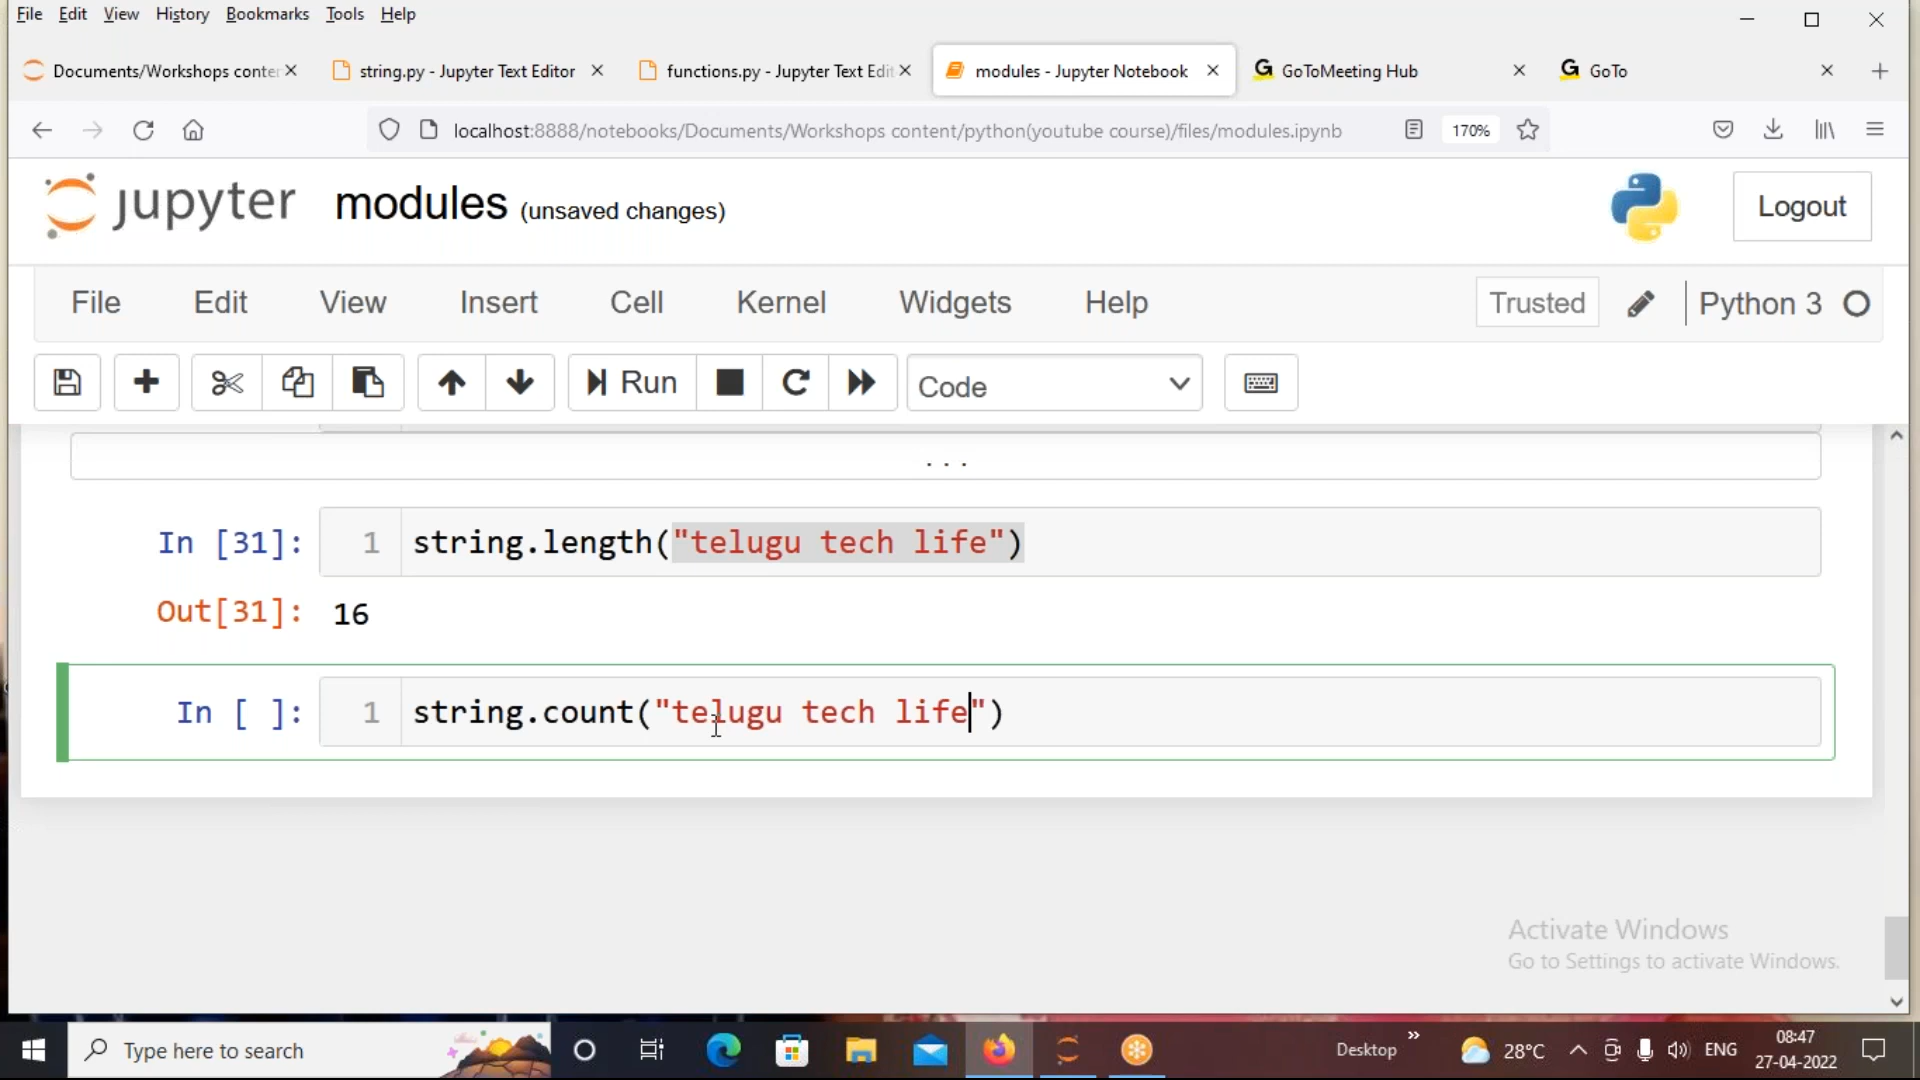 File Edit View History Bookmarks Tools Help
Documents/Workshops conte string.py - Jupyter Text Editor functions.py - Jupyter Text Edit modules - Jupyter Notebook GoToMeeting Hub GoTo
localhost:8888/notebooks/Documents/Workshops content/python(youtube course)/files/modules.ipynb 170%
jupyter modules (unsaved changes) Logout
File Edit View Insert Cell Kernel Widgets Help Trusted Python 3
Run Code
...
In [31]: 1 string.length("telugu tech life")
Out[31]: 16
In [ ]: 1 string.count("telugu tech life")
Activate Windows
Go to Settings to activate Windows.
Type here to search Desktop 28°C ENG 08:47
27-04-2022